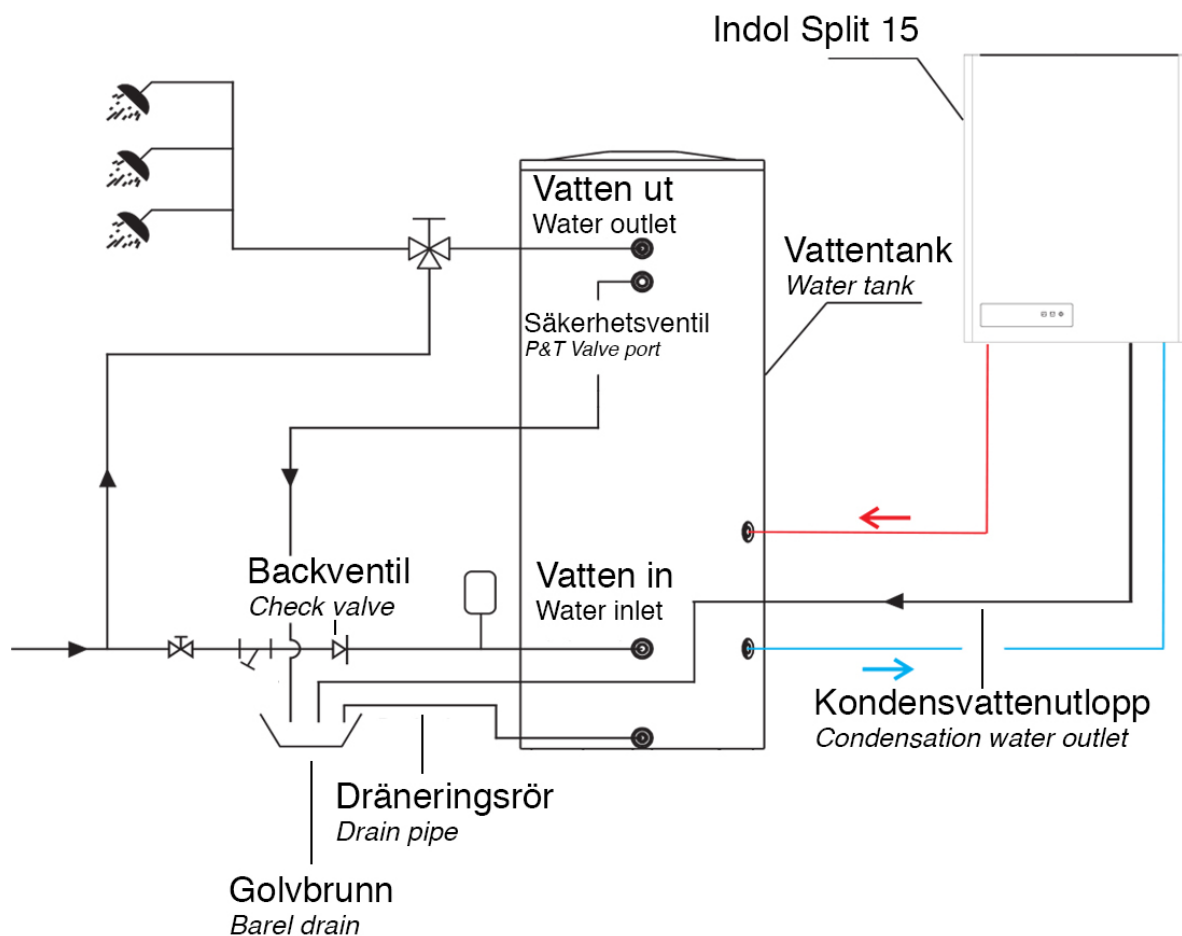 Indol Split 15
Vatten ut
Water outlet
Vattentank
Water tank
Säkerhetsventil
P&T Valve port
Backventil
Check valve
Vatten in
Water inlet
Kondensvattenutlopp
Condensation water outlet
Dräneringsrör
Drain pipe
Golvbrunn
Barel drain